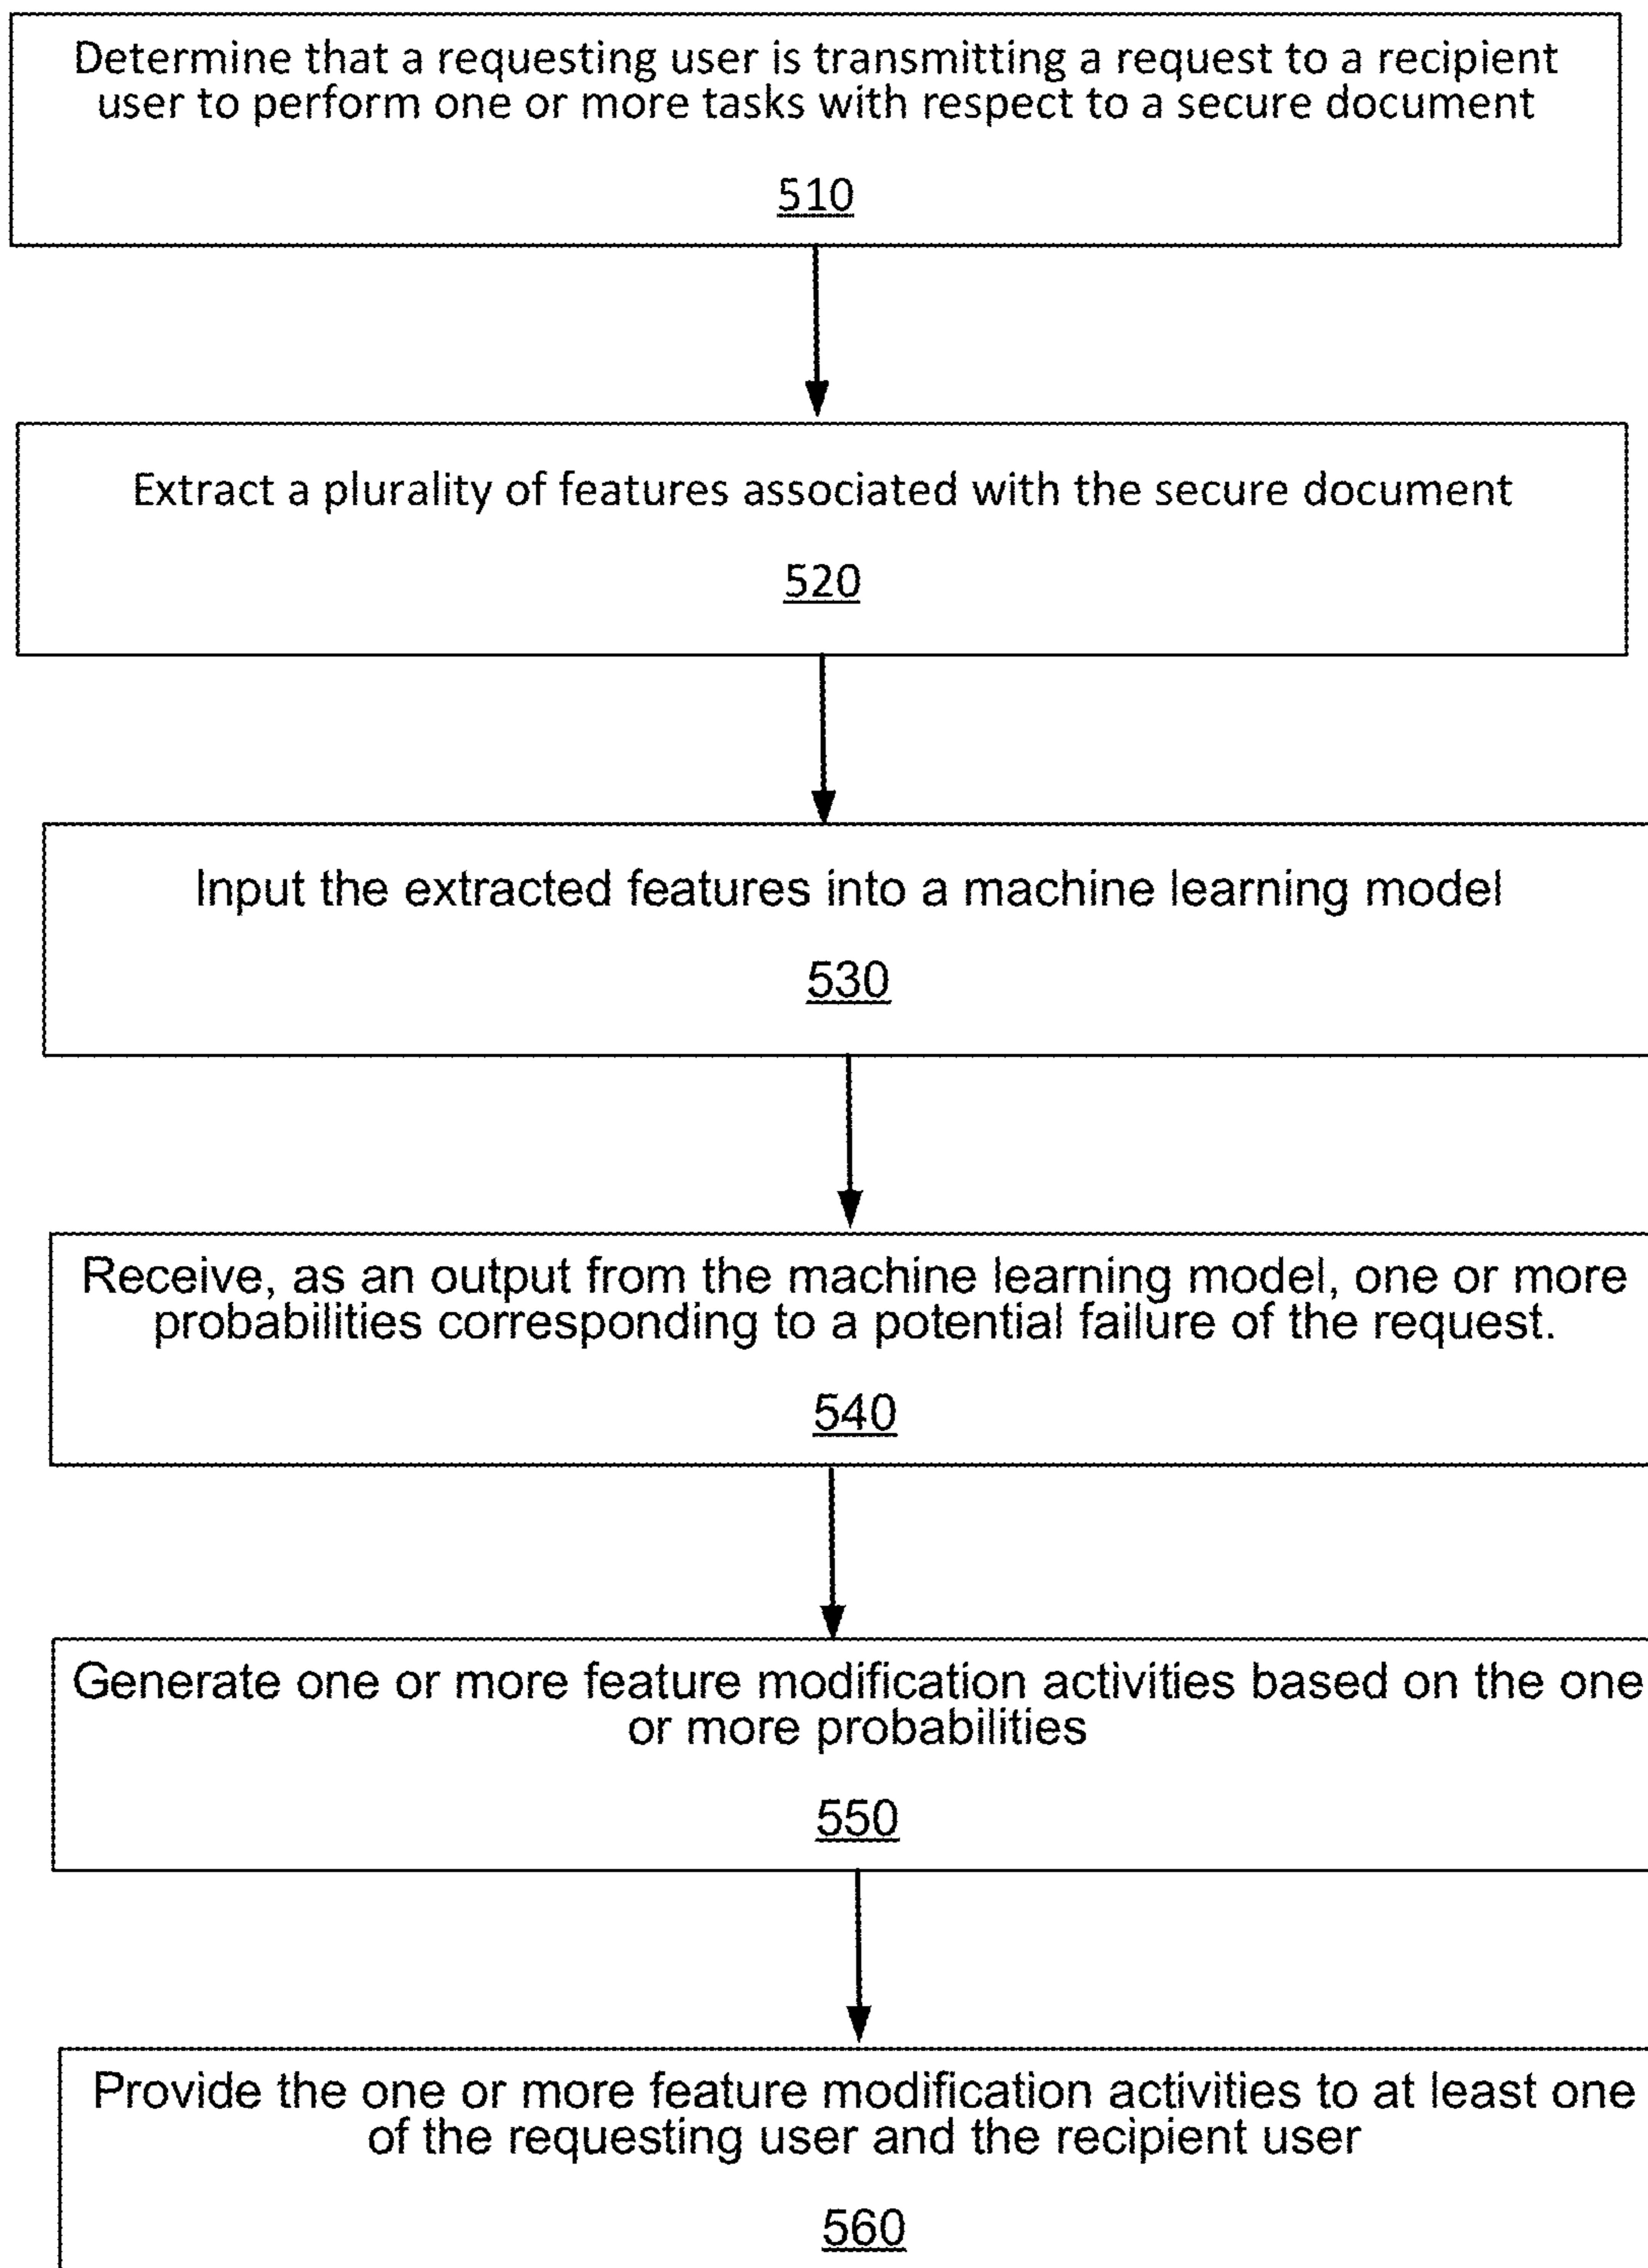 Determine that a requesting user is transmitting a request to a recipient
user to perform one or more tasks with respect to a secure document
510
Extract a plurality of features associated with the secure document
520
Input the extracted features into a machine learning model
530
Receive, as an output from the machine learning model, one or more
probabilities corresponding to a potential failure of the request.
540
Generate one or more feature modification activities based on the one
or more probabilities
550
Provide the one or more feature modification activities to at least one
of the requesting user and the recipient user
560